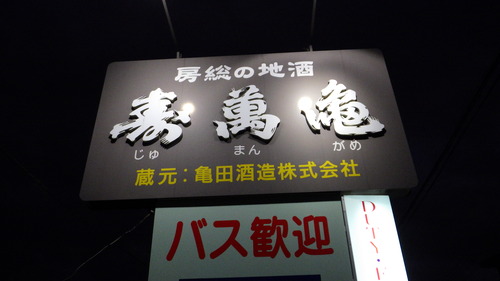 房総の地酒
寿萬亀
じゅ まん がめ
蔵元：亀田酒造株式会社
バス歓迎
DUTY-F